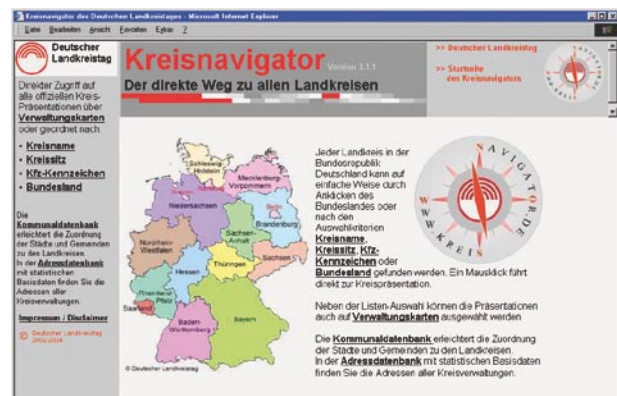 Kreisnavigator des Deutschen Landkreistages - Microsoft Internet Explorer
Datei Bearbeiten Ansicht Favoriten Extras ?
Deutscher
Landkreistag
Direkter Zugriff auf
alle offiziellen Kreis-
Präsentationen über
Verwaltungskarten
oder geordnet nach:
• Kreisname
• Kreissitz
• Kfz-Kennzeichen
• Bundesland
Die
Kommunaldatenbank
erleichtert die Zuordnung
der Städte und Gemeinden
zu den Landkreisen.
In der Adressdatenbank
mit statistischen
Basisdaten finden Sie die
Adressen aller
Kreisverwaltungen.
Impressum / Disclaimer
© Deutscher Landkreistag
2002-2004
Kreisnavigator Version 3.1.1
Der direkte Weg zu allen Landkreisen
>> Deutscher Landkreistag
>> Startseite
des Kreisnavigators
Schleswig-
Holstein
Mecklenburg-
Vorpommern
Hamburg
Bremen
Niedersachsen
Berlin
Brandenburg
Sachsen-
Anhalt
Nordrhein-
Westfalen
Hessen
Thüringen
Sachsen
Rheinland-
Pfalz
Saarland
Baden-
Württemberg
Bayern
© Deutscher Landkreistag
Jeder Landkreis in der
Bundesrepublik
Deutschland kann auf
einfache Weise durch
Anklicken des
Bundeslandes oder
nach den
Auswahlkriterien
Kreisname,
Kreissitz, Kfz-
Kennzeichen oder
Bundesland gefunden werden. Ein Mausklick führt
direkt zur Kreispräsentation.
WWW.KREIS NAVIGATOR.DE
Neben der Listen-Auswahl können die Präsentationen
auch auf Verwaltungskarten ausgewählt werden
Die Kommunaldatenbank erleichtert die Zuordnung
der Städte und Gemeinden zu den Landkreisen.
In der Adressdatenbank mit statistischen Basisdaten
finden Sie die Adressen aller Kreisverwaltungen.